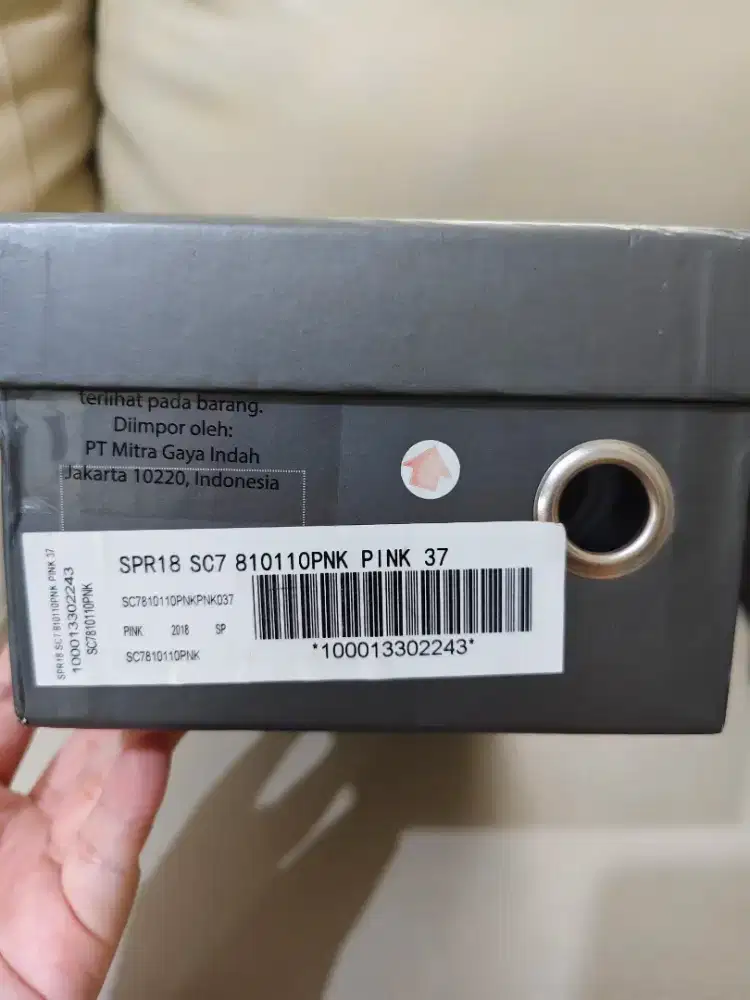 terlihat pada barang.
Diimpor oleh:
PT Mitra Gaya Indah
Jakarta 10220, Indonesia
SPR18 SC7 810110PNK PINK 37
SC7810110PNKPNK037
PINK 2018 SP
SC7810110PNK
*100013302243*
SPR18 SC7 810110PNK PINK 37
100013302243
SC7810110PNK